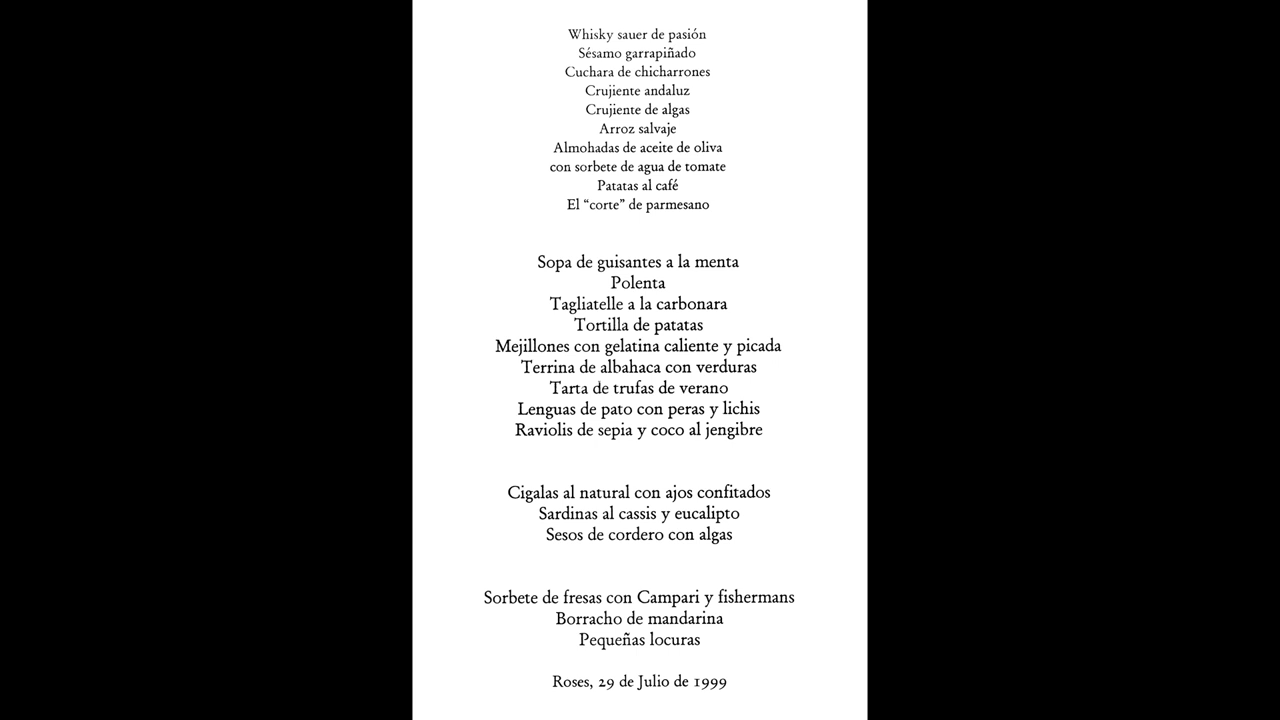 Whisky sauer de pasión
Sésamo garrapiñado
Cuchara de chicharrones
Crujiente andaluz
Crujiente de algas
Arroz salvaje
Almohadas de aceite de oliva
con sorbete de agua de tomate
Patatas al café
El “corte” de parmesano
Sopa de guisantes a la menta
Polenta
Tagliatelle a la carbonara
Tortilla de patatas
Mejillones con gelatina caliente y picada
Terrina de albahaca con verduras
Tarta de trufas de verano
Lenguas de pato con peras y lichis
Raviolis de sepia y coco al jengibre
Cigalas al natural con ajos confitados
Sardinas al cassis y eucalipto
Sesos de cordero con algas
Sorbete de fresas con Campari y fishermans
Borracho de mandarina
Pequeñas locuras
Roses, 29 de Julio de 1999